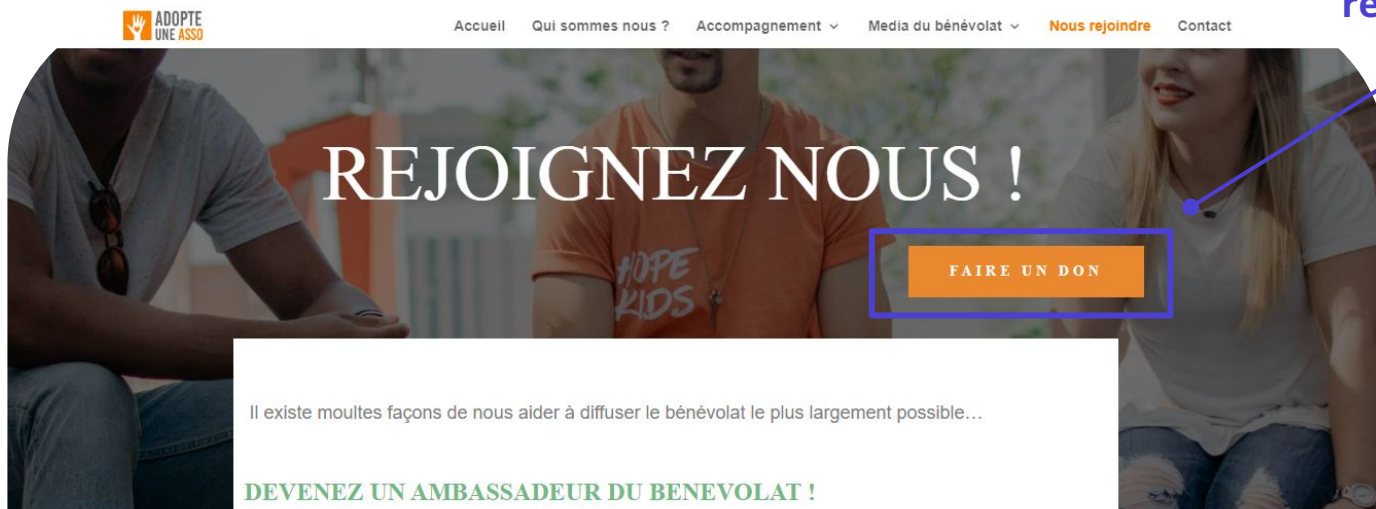 ADOPTE
UNE ASSO
Accueil Qui sommes nous ? Accompagnement Media du bénévolat Nous rejoindre Contact
REJOIGNEZ NOUS !
HOPE
KIDS
FAIRE UN DON
Il existe moultes façons de nous aider à diffuser le bénévolat le plus largement possible…
DEVENEZ UN AMBASSADEUR DU BENEVOLAT !